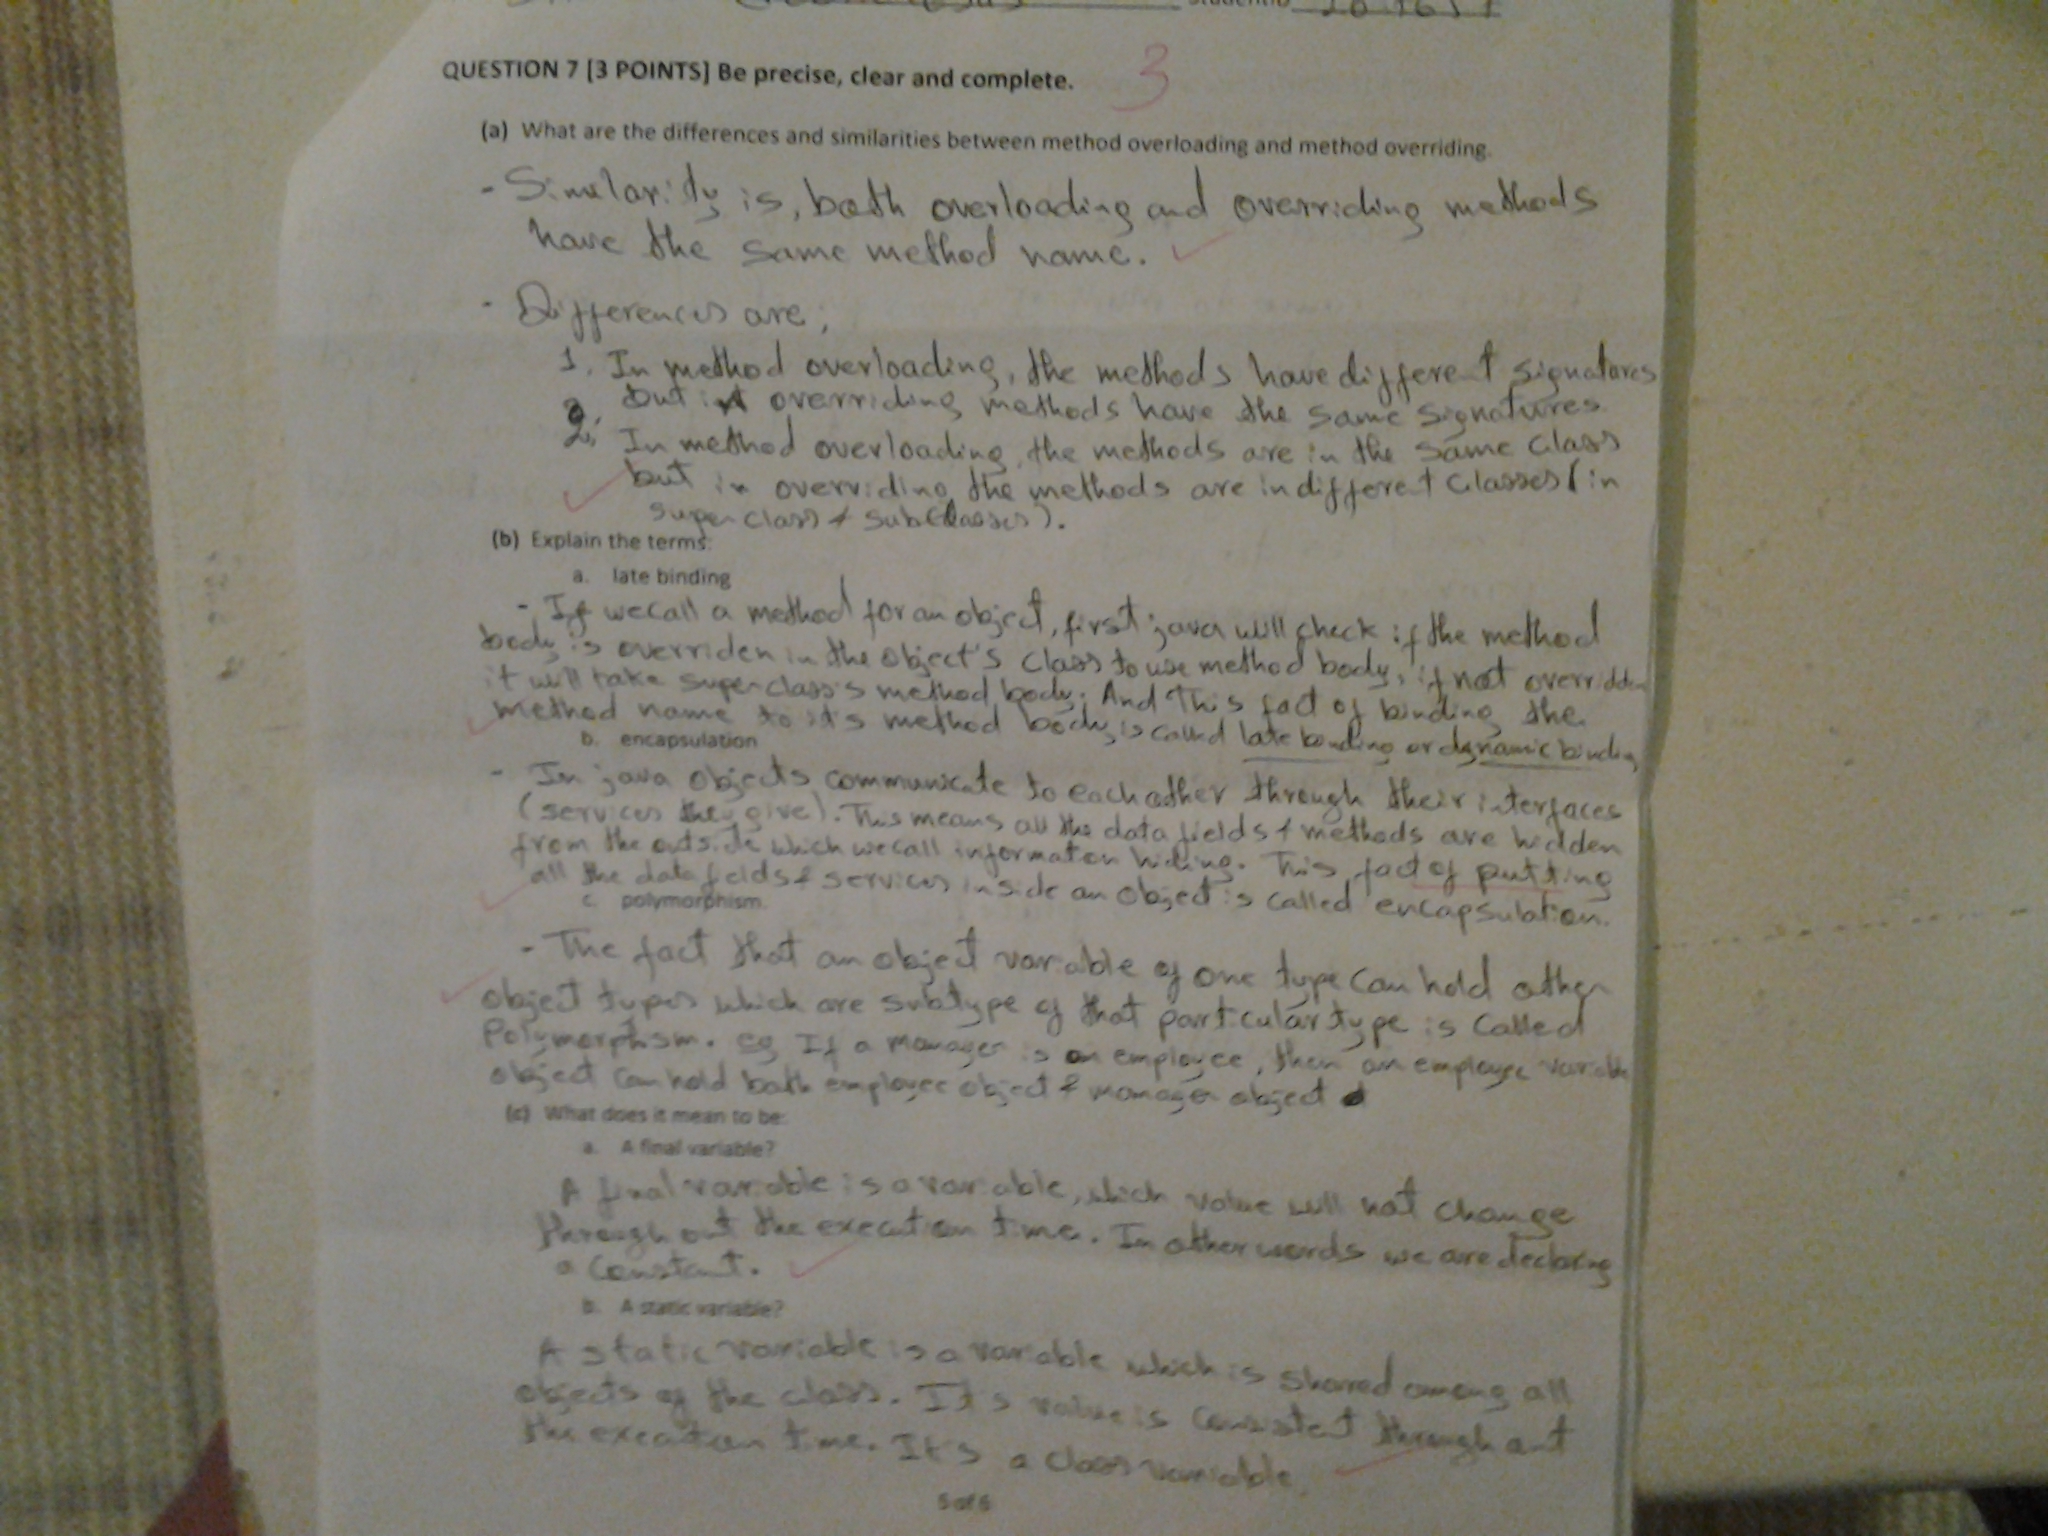 QUESTION 7 [3 POINTS] Be precise, clear and complete. 3
(a) What are the differences and similarities between method overloading and method overriding.
- Similarity is, both overloading and overriding methods
have the same method name.
- Differences are,
1. In method overloading, the methods have different signatures
but in overriding methods have the same signatures.
2. In method overloading, the methods are in the same class
but in overriding the methods are in different classes (in
super class & sub classes).
(b) Explain the terms:
a. late binding
- If we call a method for an object, first java will check if the method
body is overriden in the object's class to use method body, if not overridden
it will take superclass's method body. And This fact of binding the
method name to it's method body is called late binding or dynamic binding
b. encapsulation
- In java objects communicate to each other through their interfaces
(services they give). This means all the data fields & methods are hidden
from the outside which we call information hiding. This fact of putting
all the data fields & services inside an object is called encapsulation.
c. polymorphism.
- The fact that an object variable of one type can hold other
object types which are subtype of that particular type is called
Polymorphism. eg If a manager is an employee, then an employee variable
object can hold both employee object & manager object
(c) What does it mean to be:
a. A final variable?
A final variable is a variable, which value will not change
through out the execution time. In other words we are declaring
a constant.
b. A static variable?
A static variable is a variable which is shared among all
objects of the class. It's value is consistent through out
the execution time. It's a class variable.
5 of 6